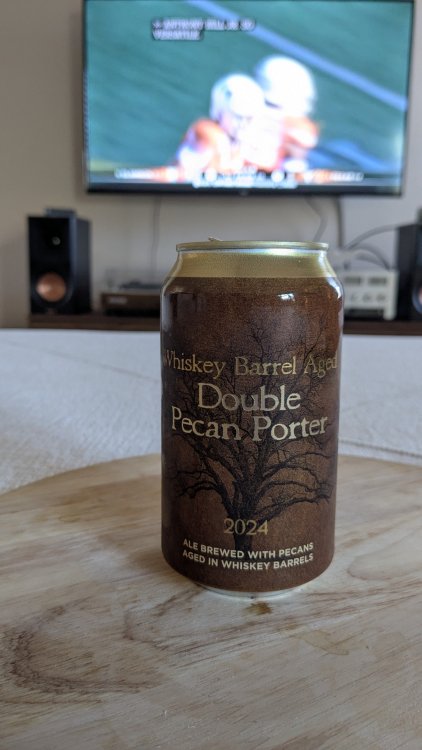 Whiskey Barrel Aged
Double
Pecan Porter
2024
ALE BREWED WITH PECANS
AGED IN WHISKEY BARRELS